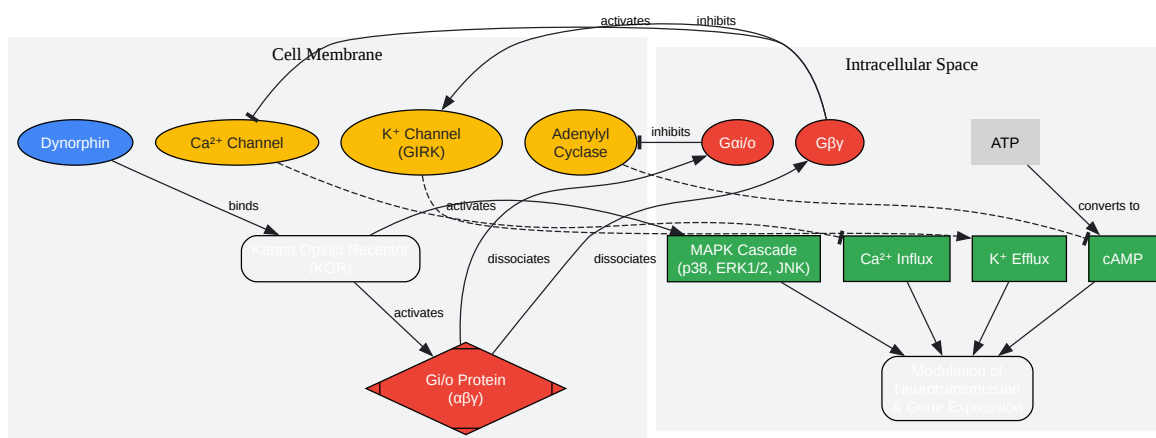 activates
inhibits
Cell Membrane
Intracellular Space
Dynorphin
Ca²⁺ Channel
K⁺ Channel
(GIRK)
Adenylyl
Cyclase
inhibits
Gαi/o
Gβγ
ATP
binds
activates
converts to
Kappa Opioid Receptor
(KOR)
dissociates
dissociates
MAPK Cascade
(p38, ERK1/2, JNK)
Ca²⁺ Influx
K⁺ Efflux
cAMP
activates
Gi/o Protein
(αβγ)
Modulation of
Neurotransmission
& Gene Expression